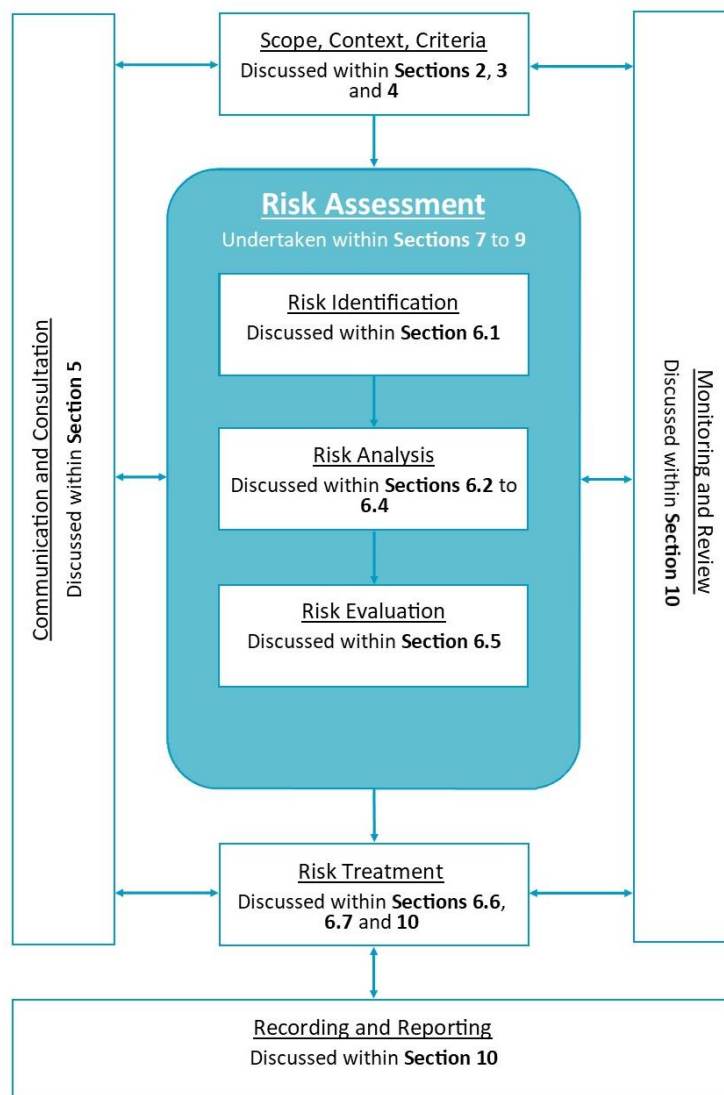 Scope, Context, Criteria
Discussed within Sections 2, 3
and 4
Risk Assessment
Undertaken within Sections 7 to 9
Risk Identification
Discussed within Section 6.1
Risk Analysis
Discussed within Sections 6.2 to
6.4
Risk Evaluation
Discussed within Section 6.5
Communication and Consultation
Discussed within Section 5
Monitoring and Review
Discussed within Section 10
Risk Treatment
Discussed within Sections 6.6,
6.7 and 10
Recording and Reporting
Discussed within Section 10